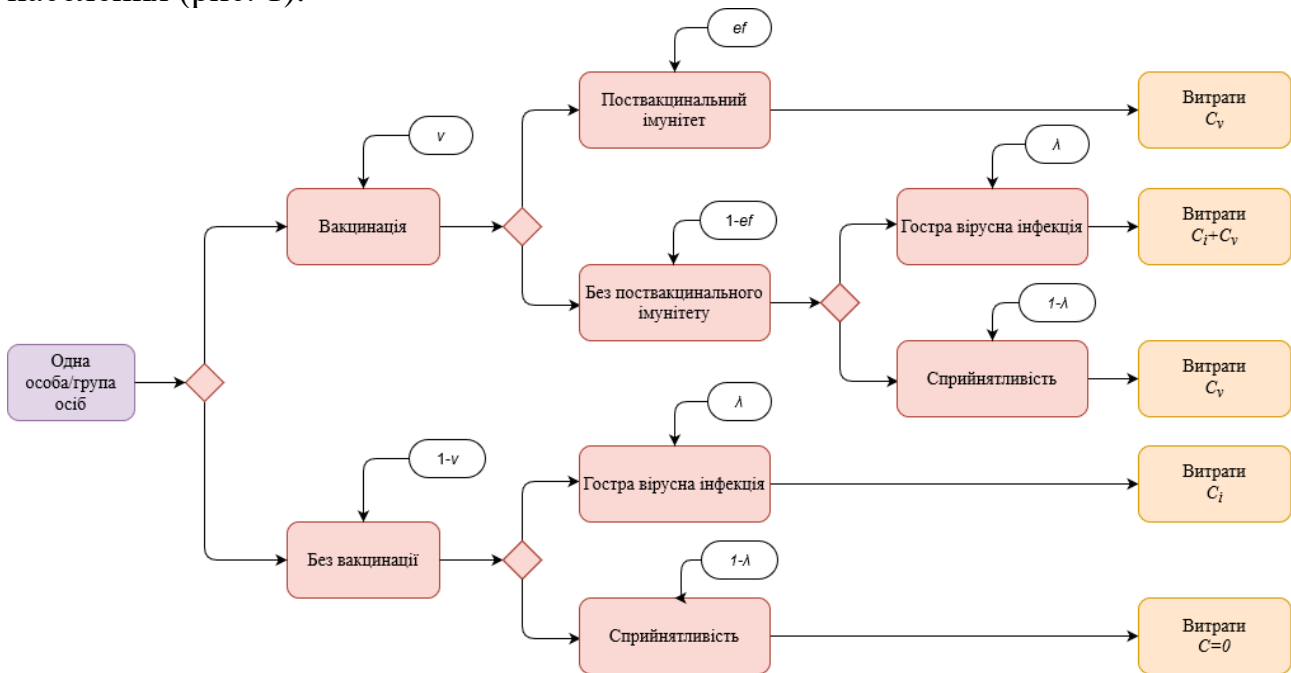 ef
Поствакцинальний
імунітет
Витрати
Cv
v
λ
Вакцинація
1-ef
Гостра вірусна інфекція
Витрати
Ci+Cv
Без поствакцинального
імунітету
1-λ
Одна
особа/група
осіб
Сприйнятливість
Витрати
Cv
λ
1-v
Гостра вірусна інфекція
Витрати
Ci
Без вакцинації
1-λ
Сприйнятливість
Витрати
C=0